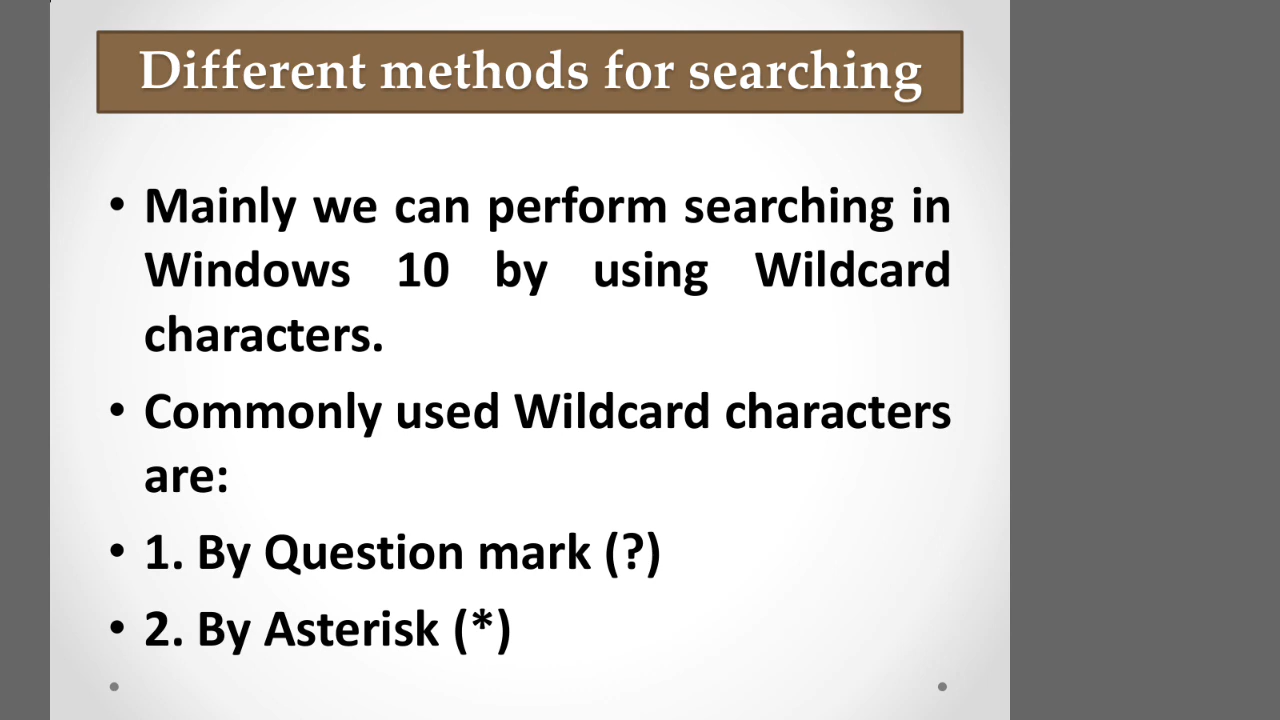 Different methods for searching
• Mainly we can perform searching in
Windows 10 by using Wildcard
characters.
• Commonly used Wildcard characters
are:
• 1. By Question mark (?)
• 2. By Asterisk (*)